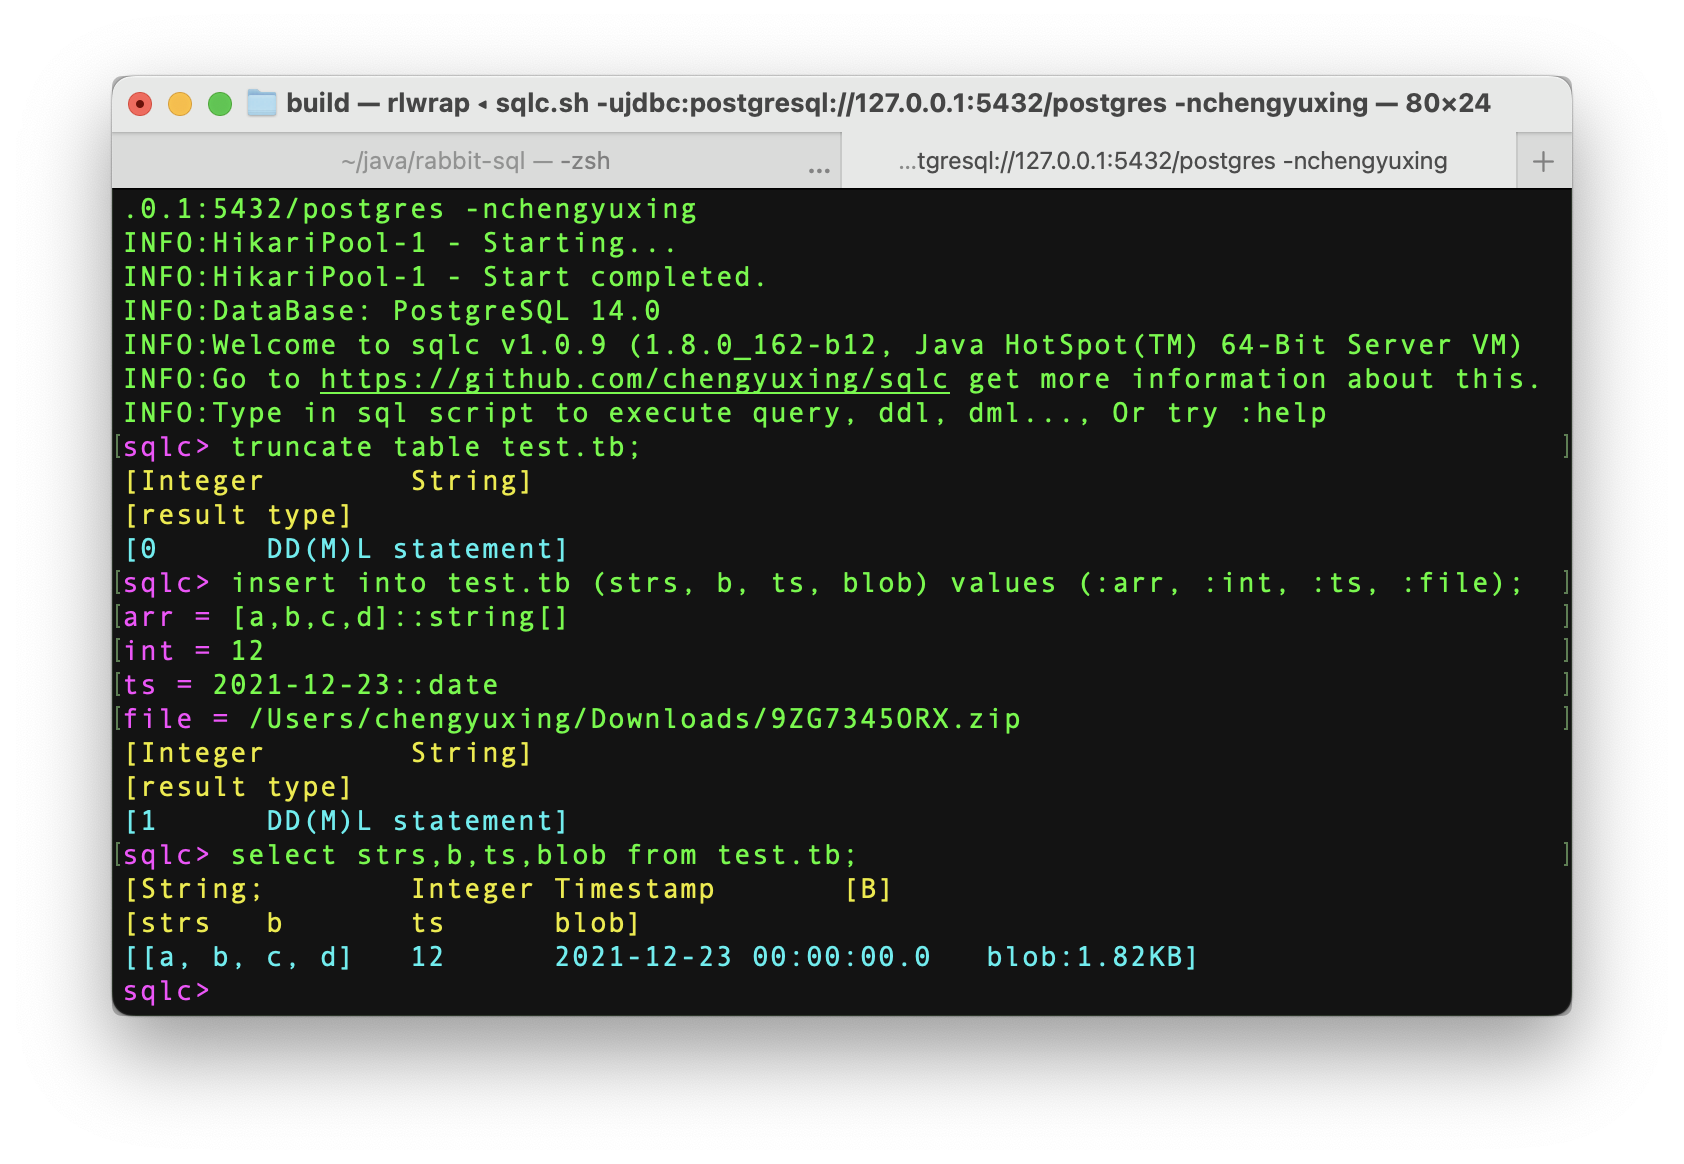 build — rlwrap ◂ sqlc.sh -ujdbc:postgresql://127.0.0.1:5432/postgres -nchengyuxing — 80×24
~/java/rabbit-sql — -zsh ... ...tgresql://127.0.0.1:5432/postgres -nchengyuxing +
.0.1:5432/postgres -nchengyuxing
INFO:HikariPool-1 - Starting...
INFO:HikariPool-1 - Start completed.
INFO:DataBase: PostgreSQL 14.0
INFO:Welcome to sqlc v1.0.9 (1.8.0_162-b12, Java HotSpot(TM) 64-Bit Server VM)
INFO:Go to https://github.com/chengyuxing/sqlc get more information about this.
INFO:Type in sql script to execute query, ddl, dml..., Or try :help
[sqlc> truncate table test.tb; ]
[Integer        String]
[result type]
[0      DD(M)L statement]
[sqlc> insert into test.tb (strs, b, ts, blob) values (:arr, :int, :ts, :file); ]
[arr = [a,b,c,d]::string[] ]
[int = 12 ]
[ts = 2021-12-23::date ]
[file = /Users/chengyuxing/Downloads/9ZG7345ORX.zip ]
[Integer        String]
[result type]
[1      DD(M)L statement]
[sqlc> select strs,b,ts,blob from test.tb; ]
[String;        Integer Timestamp       [B]
[strs   b       ts      blob]
[[a, b, c, d]   12      2021-12-23 00:00:00.0   blob:1.82KB]
sqlc>